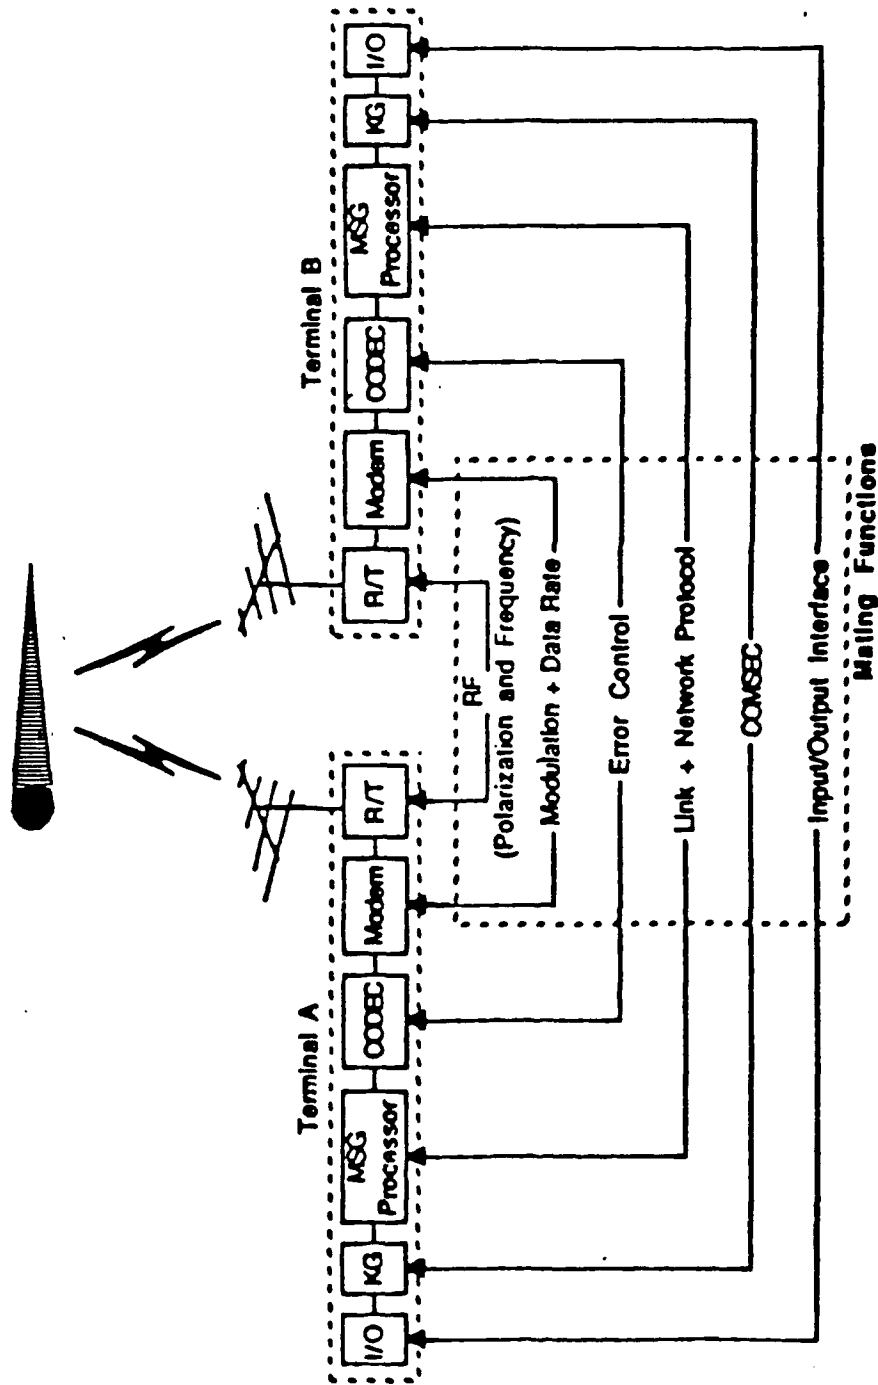 Terminal A
Terminal B
I/O
KG
MSG
Processor
CODEC
Modem
R/T
R/T
Modem
CODEC
MSG
Processor
KG
I/O
RF
(Polarization and Frequency)
Modulation + Data Rate
Error Control
Link + Network Protocol
COMSEC
Input/Output Interface
Mating Functions